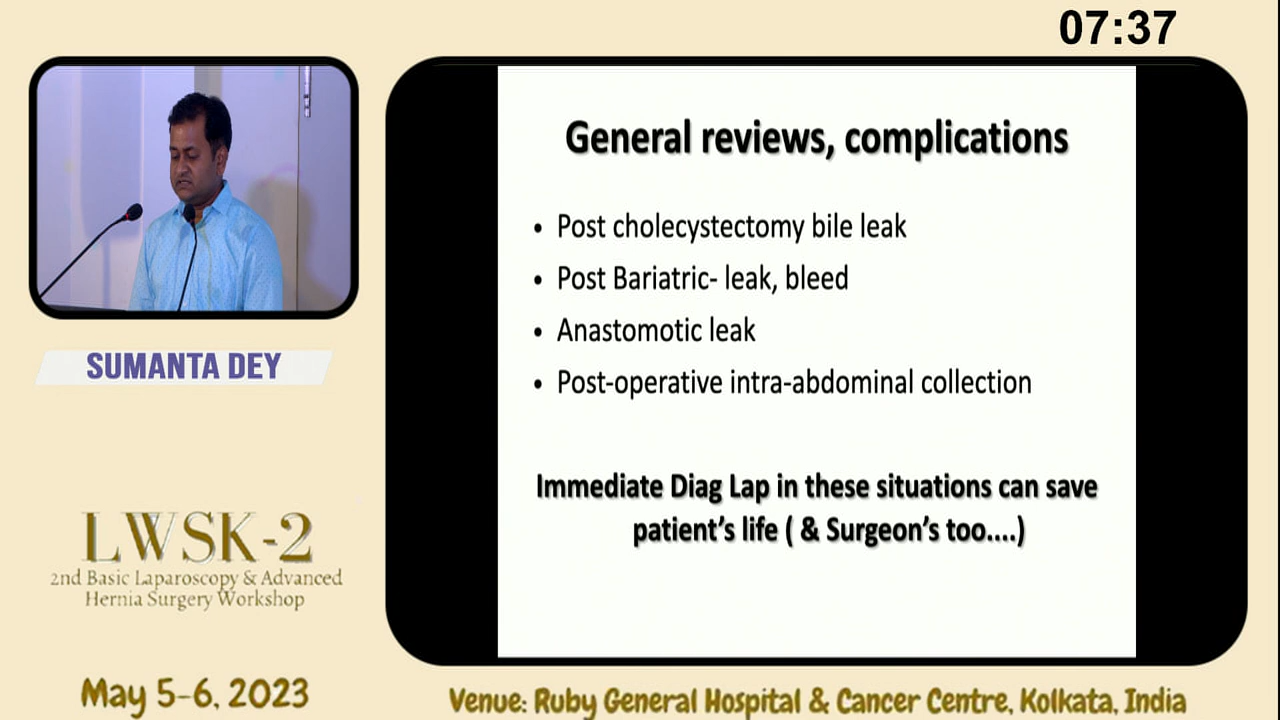 07:37
General reviews, complications
• Post cholecystectomy bile leak
• Post Bariatric- leak, bleed
• Anastomotic leak
• Post-operative intra-abdominal collection
Immediate Diag Lap in these situations can save
patient's life ( & Surgeon's too....)
SUMANTA DEY
LWSK-2
2nd Basic Laparoscopy & Advanced
Hernia Surgery Workshop
May 5-6, 2023
Venue: Ruby General Hospital & Cancer Centre, Kolkata, India